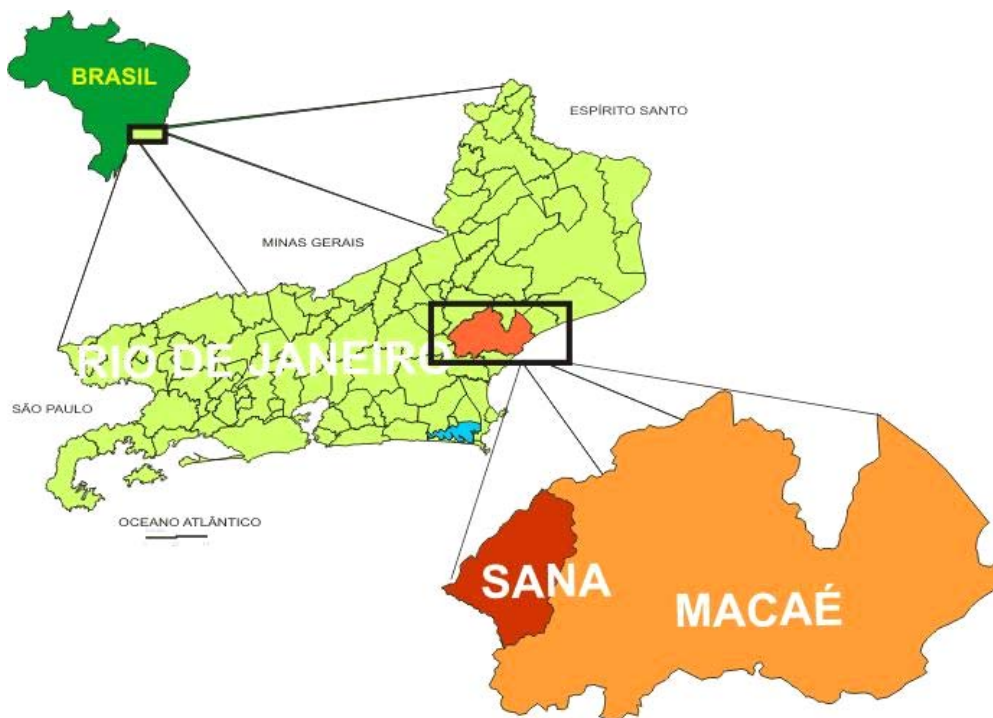 BRASIL
ESPÍRITO SANTO
MINAS GERAIS
RIO DE JANEIRO
SÃO PAULO
OCEANO ATLÂNTICO
SANA
MACAÉ